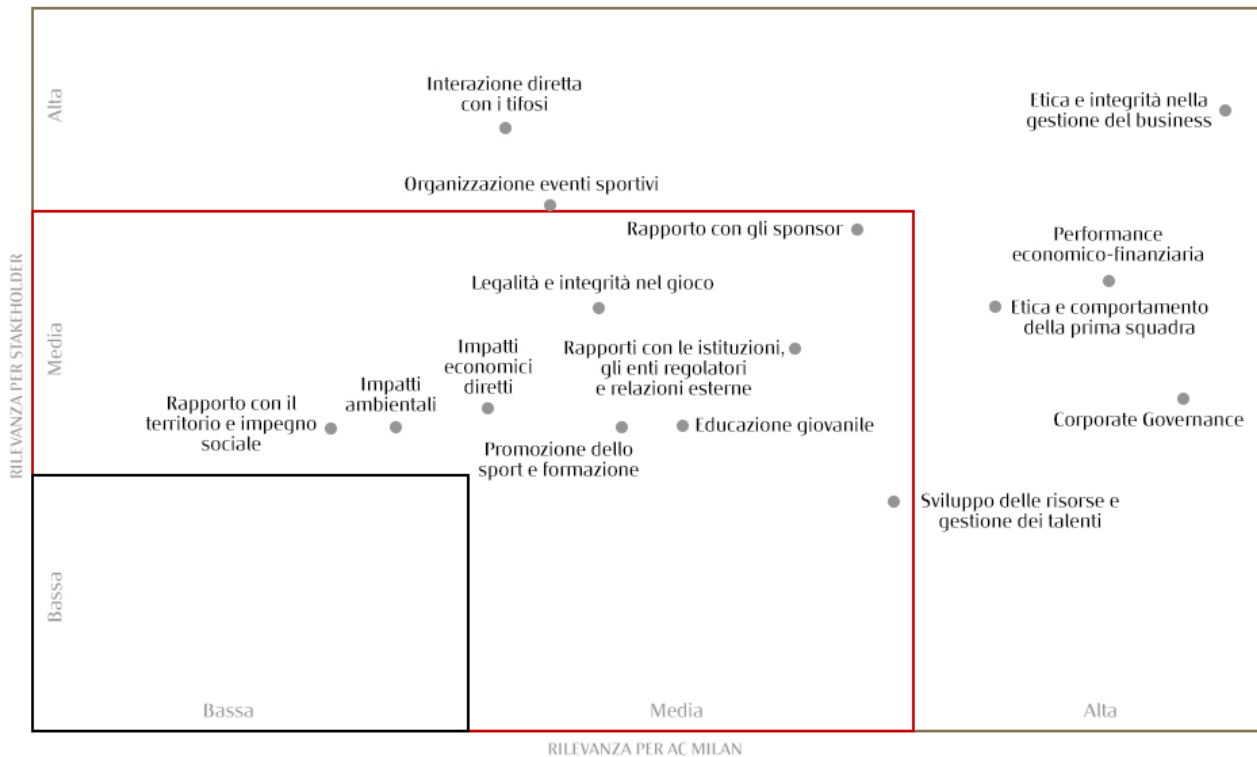 Interazione diretta
con i tifosi
Etica e integrità nella
gestione del business
Alta
Organizzazione eventi sportivi
Rapporto con gli sponsor
Performance
economico-finanziaria
Legalità e integrità nel gioco
Etica e comportamento
della prima squadra
RILEVANZA PER STAKEHOLDER
Media
Impatti
economici
diretti
Rapporti con le istituzioni,
gli enti regolatori
e relazioni esterne
Impatti
ambientali
Rapporto con il
territorio e impegno
sociale
Corporate Governance
Educazione giovanile
Promozione dello
sport e formazione
Sviluppo delle risorse e
gestione dei talenti
Bassa
Bassa
Media
Alta
RILEVANZA PER AC MILAN